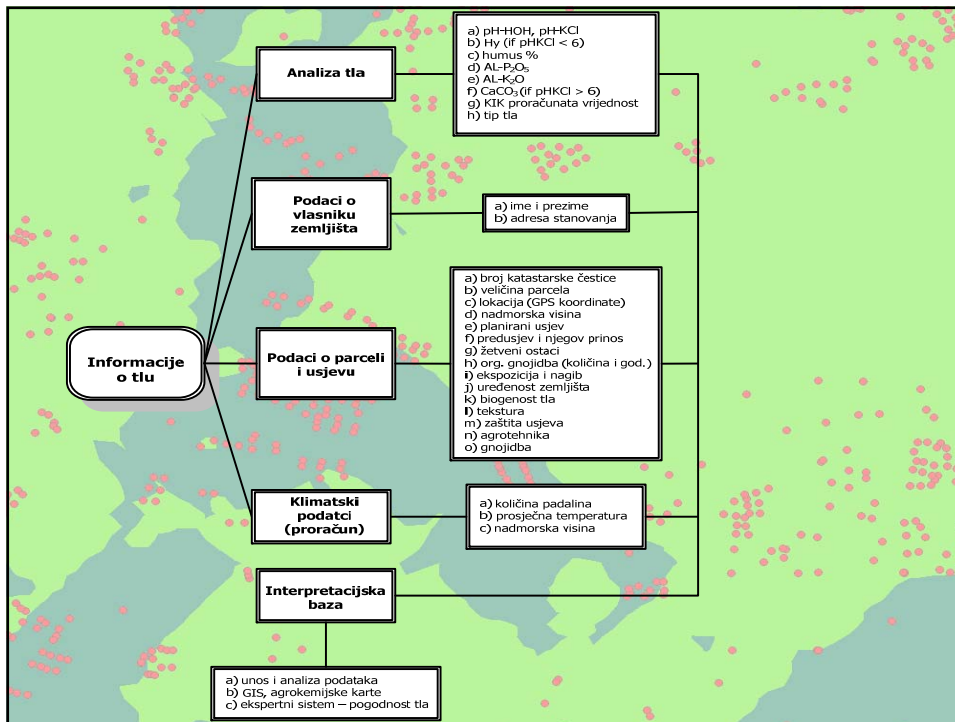 Informacije
o tlu
Analiza tla
a) pH-HOH, pH-KCl
b) Hy (if pHKCl < 6)
c) humus %
d) AL-P₂O₅
e) AL-K₂O
f) CaCO₃ (if pHKCl > 6)
g) KIK proračunata vrijednost
h) tip tla
Podaci o
vlasniku
zemljišta
a) ime i prezime
b) adresa stanovanja
Podaci o parceli
i usjevu
a) broj katastarske čestice
b) veličina parcela
c) lokacija (GPS koordinate)
d) nadmorska visina
e) planirani usjev
f) predusjev i njegov prinos
g) žetveni ostaci
h) org. gnojidba (količina i god.)
i) ekspozicija i nagib
j) uređenost zemljišta
k) biogenost tla
l) tekstura
m) zaštita usjeva
n) agrotehnika
o) gnojidba
Klimatski
podatci
(proračun)
a) količina padalina
b) prosječna temperatura
c) nadmorska visina
Interpretacijska
baza
a) unos i analiza podataka
b) GIS, agrokemijske karte
c) ekspertni sistem – pogodnost tla